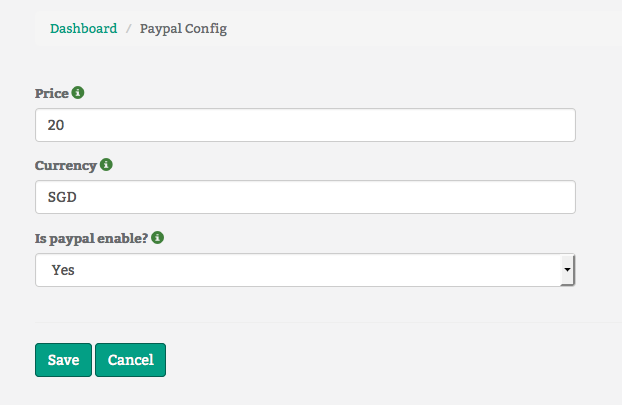 Dashboard / Paypal Config
Price
20
Currency
SGD
Is paypal enable?
Yes
Save Cancel